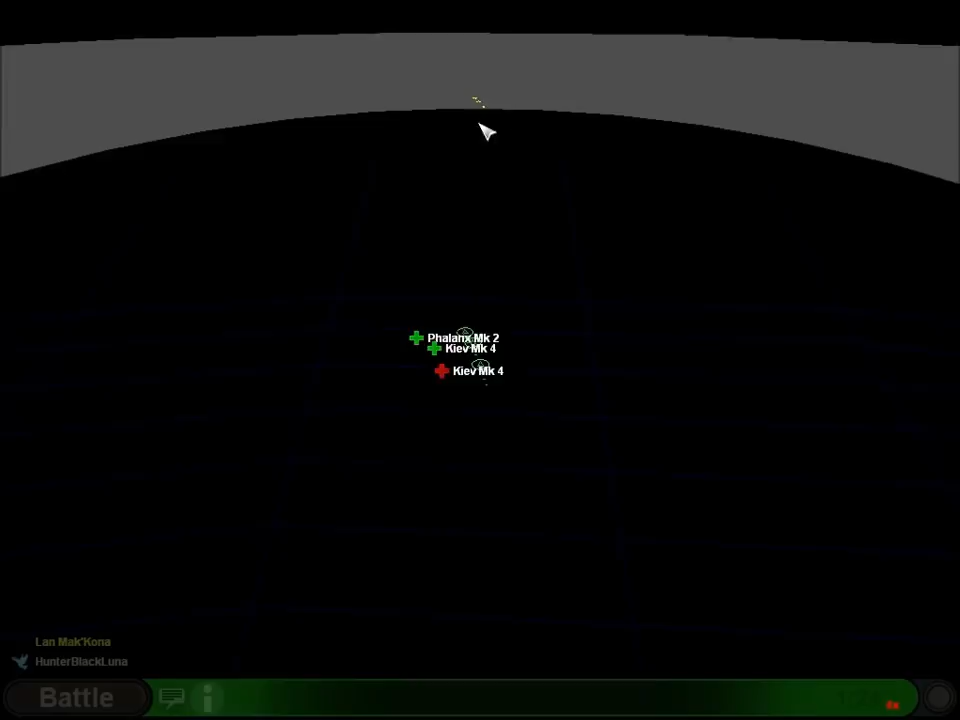 Phalanx Mk 2
Kiev Mk 4
Kiev Mk 4
Lan Mak'Kona
HunterBlackLuna
Battle